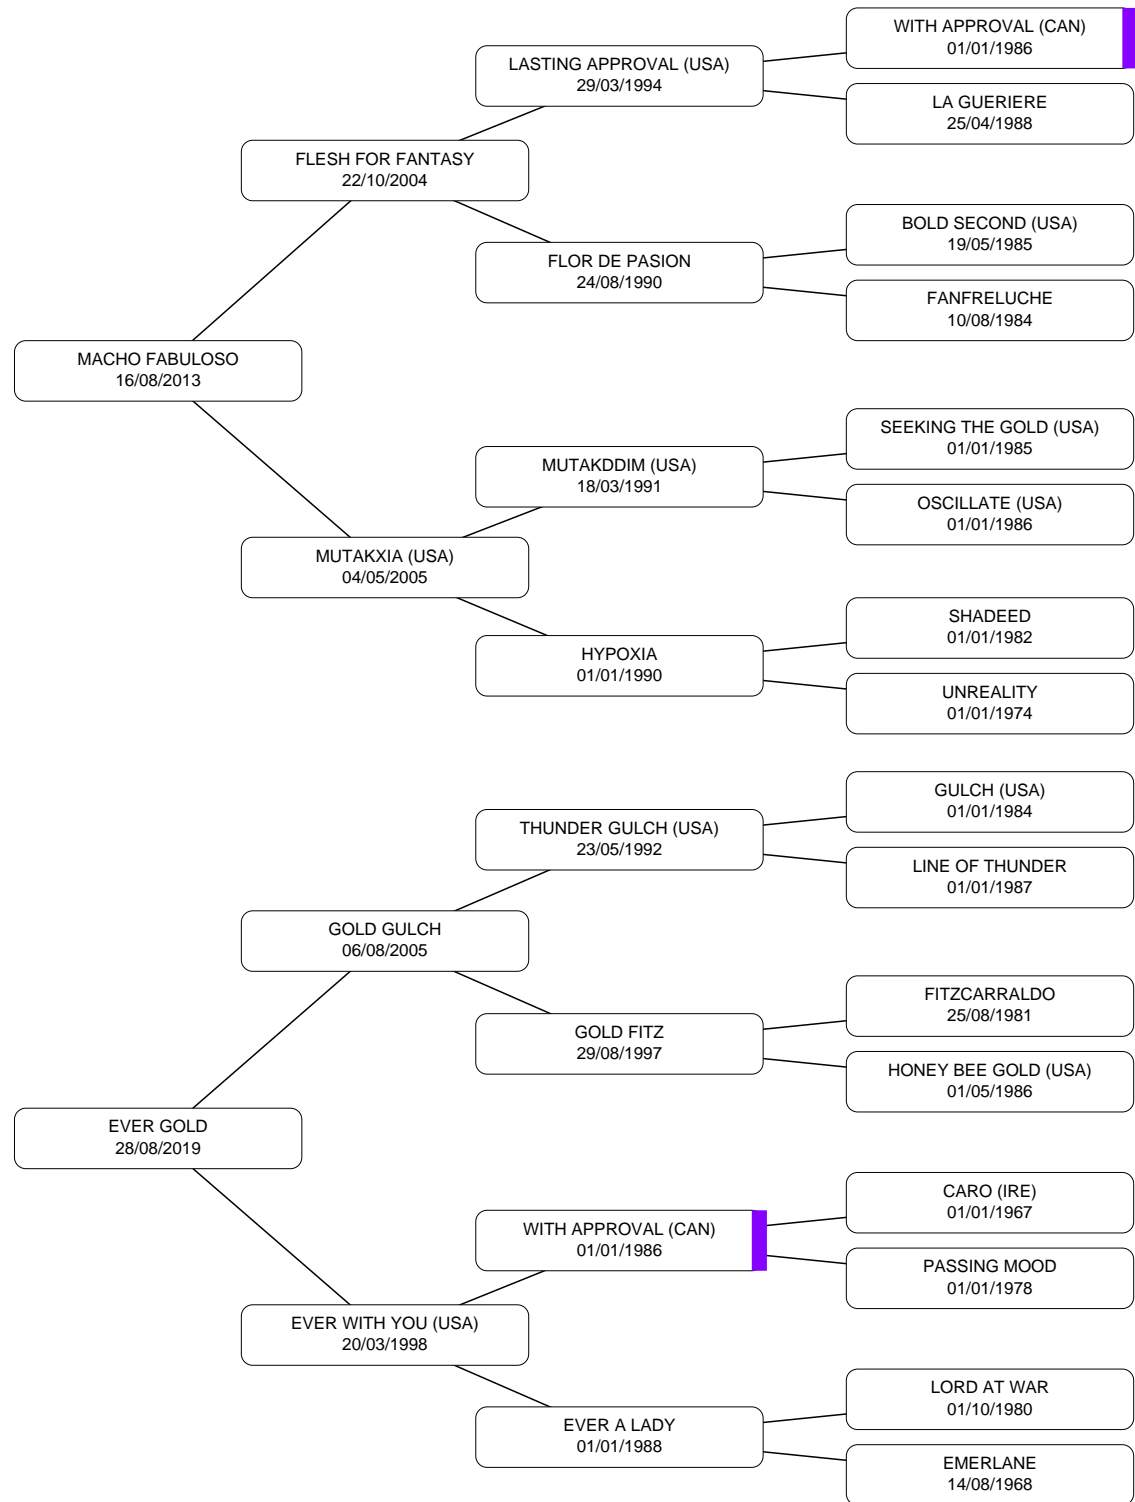 WITH APPROVAL (CAN)
01/01/1986
LASTING APPROVAL (USA)
29/03/1994
LA GUERIERE
25/04/1988
FLESH FOR FANTASY
22/10/2004
BOLD SECOND (USA)
19/05/1985
FLOR DE PASION
24/08/1990
FANFRELUCHE
10/08/1984
MACHO FABULOSO
16/08/2013
SEEKING THE GOLD (USA)
01/01/1985
MUTAKDDIM (USA)
18/03/1991
OSCILLATE (USA)
01/01/1986
MUTAKXIA (USA)
04/05/2005
SHADEED
01/01/1982
HYPOXIA
01/01/1990
UNREALITY
01/01/1974
GULCH (USA)
01/01/1984
THUNDER GULCH (USA)
23/05/1992
LINE OF THUNDER
01/01/1987
GOLD GULCH
06/08/2005
FITZCARRALDO
25/08/1981
GOLD FITZ
29/08/1997
HONEY BEE GOLD (USA)
01/05/1986
EVER GOLD
28/08/2019
CARO (IRE)
01/01/1967
WITH APPROVAL (CAN)
01/01/1986
PASSING MOOD
01/01/1978
EVER WITH YOU (USA)
20/03/1998
LORD AT WAR
01/10/1980
EVER A LADY
01/01/1988
EMERLANE
14/08/1968